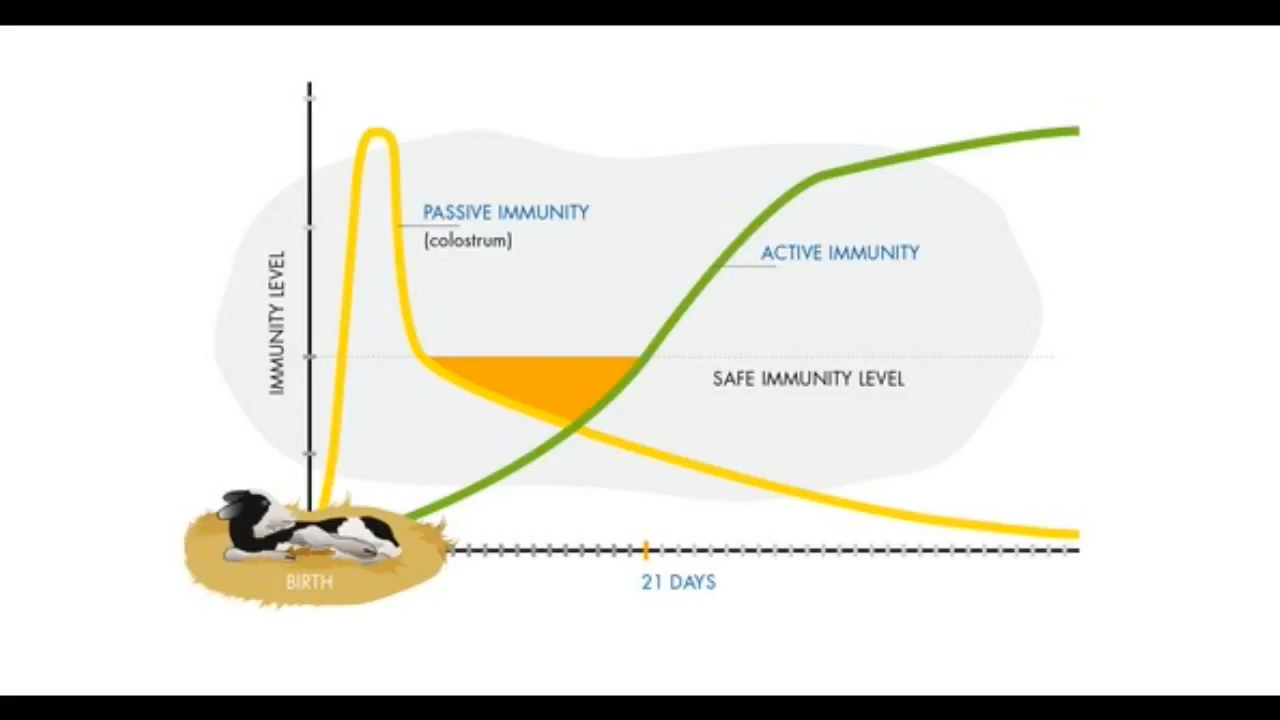 PASSIVE IMMUNITY
(colostrum)
ACTIVE IMMUNITY
IMMUNITY LEVEL
SAFE IMMUNITY LEVEL
BIRTH
21 DAYS